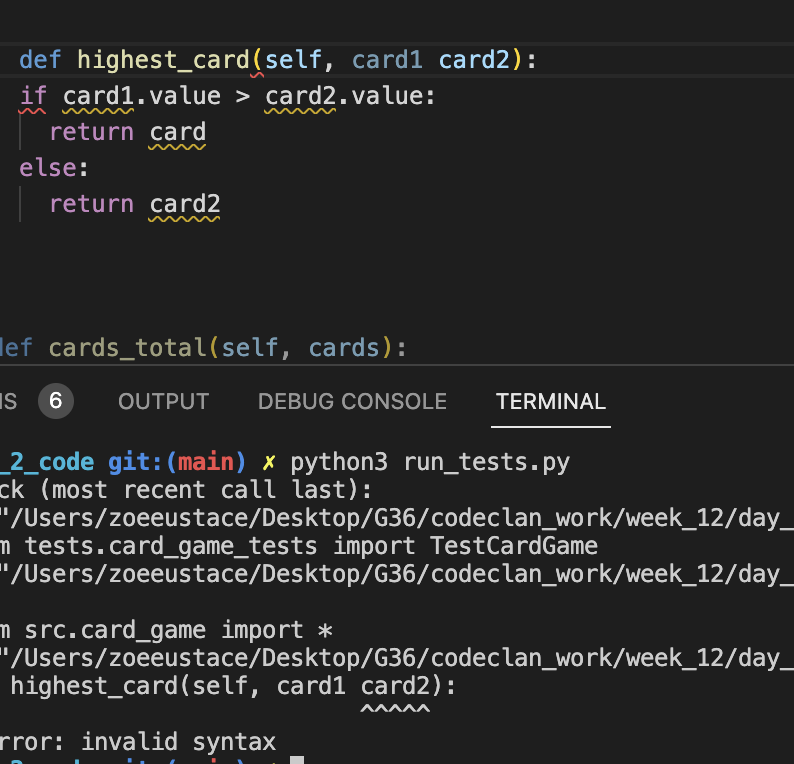 def highest_card(self, card1 card2):
if card1.value > card2.value:
return card
else:
return card2
def cards_total(self, cards):
NS 6 OUTPUT DEBUG CONSOLE TERMINAL
_2_code git:(main) ✗ python3 run_tests.py
ck (most recent call last):
"/Users/zoeeustace/Desktop/G36/codeclan_work/week_12/day_
m tests.card_game_tests import TestCardGame
"/Users/zoeeustace/Desktop/G36/codeclan_work/week_12/day_
m src.card_game import *
"/Users/zoeeustace/Desktop/G36/codeclan_work/week_12/day_
highest_card(self, card1 card2):
^^^^^
rror: invalid syntax